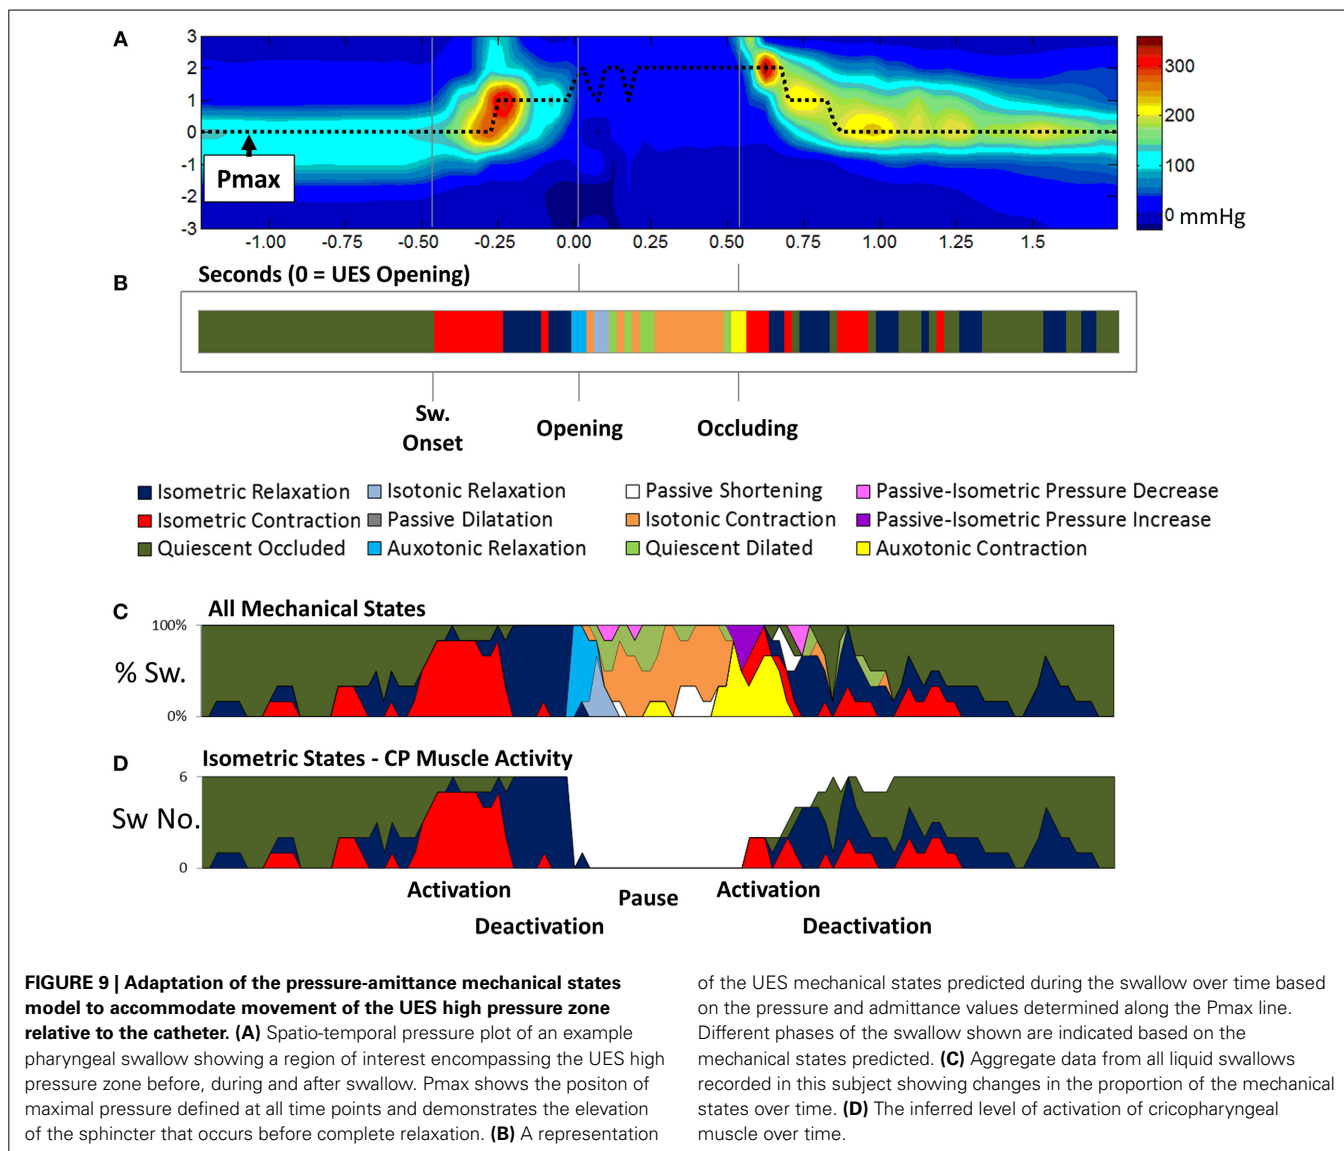 A
3
2
1
0
-1
-2
-3
Pmax
300
200
100
0 mmHg
-1.00 -0.75 -0.50 -0.25 0.00 0.25 0.50 0.75 1.00 1.25 1.5
B
Seconds (0 = UES Opening)
Sw.
Onset
Opening
Occluding
Isometric Relaxation
Isotonic Relaxation
Passive Shortening
Passive-Isometric Pressure Decrease
Isometric Contraction
Passive Dilatation
Isotonic Contraction
Passive-Isometric Pressure Increase
Quiescent Occluded
Auxotonic Relaxation
Quiescent Dilated
Auxotonic Contraction
C
All Mechanical States
100%
% Sw.
0%
D
Isometric States - CP Muscle Activity
6
Sw No.
0
Activation
Deactivation
Pause
Activation
Deactivation
FIGURE 9 | Adaptation of the pressure-amittance mechanical states
model to accommodate movement of the UES high pressure zone
relative to the catheter. (A) Spatio-temporal pressure plot of an example
pharyngeal swallow showing a region of interest encompassing the UES high
pressure zone before, during and after swallow. Pmax shows the positon of
maximal pressure defined at all time points and demonstrates the elevation
of the sphincter that occurs before complete relaxation. (B) A representation
of the UES mechanical states predicted during the swallow over time based
on the pressure and admittance values determined along the Pmax line.
Different phases of the swallow shown are indicated based on the
mechanical states predicted. (C) Aggregate data from all liquid swallows
recorded in this subject showing changes in the proportion of the mechanical
states over time. (D) The inferred level of activation of cricopharyngeal
muscle over time.